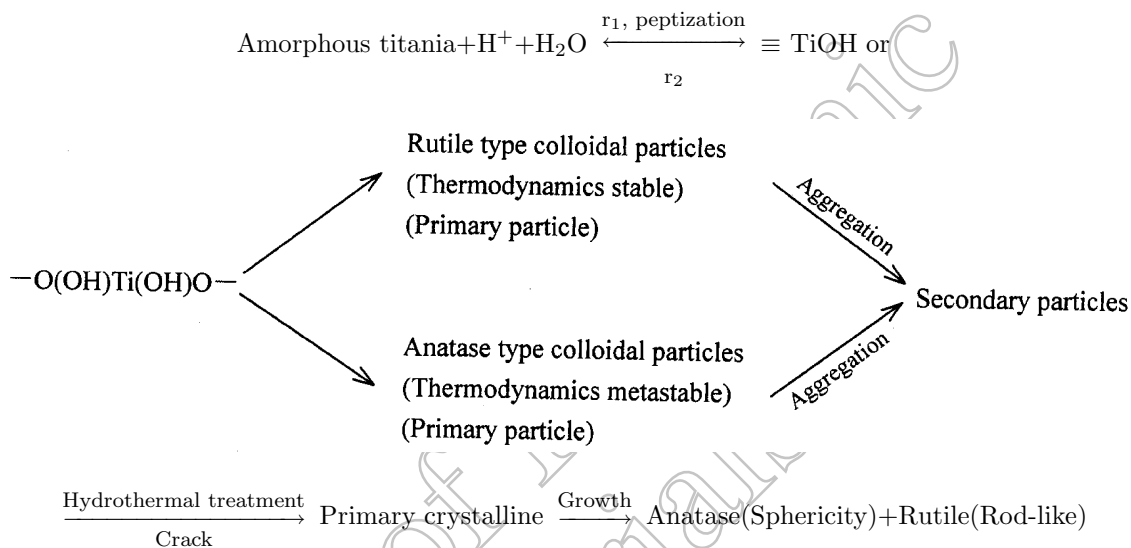 Amorphous titania+H⁺+H₂O ⟷ r₁, peptization r₂ ≡ TiOH or
Rutile type colloidal particles
(Thermodynamics stable)
(Primary particle)
Aggregation
—O(OH)Ti(OH)O—
Secondary particles
Anatase type colloidal particles
(Thermodynamics metastable)
(Primary particle)
Aggregation
Hydrothermal treatment
Crack
Primary crystalline
Growth
Anatase(Sphericity)+Rutile(Rod-like)